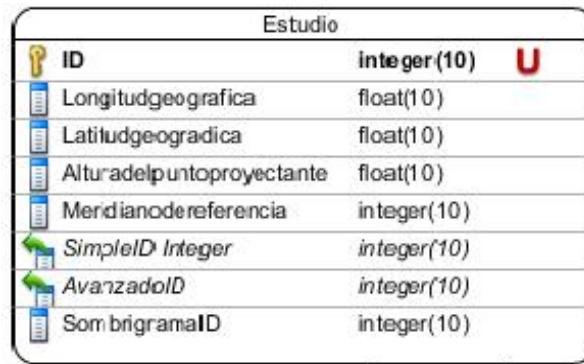 Estudio
ID integer(10) U
Longitudgeografica float(10)
Latitudgeogradica float(10)
Alturadelpuntoproyectante float(10)
Meridianodereferencia integer(10)
SimpleID Integer integer(10)
AvanzadoID integer(10)
SombrigramaID integer(10)